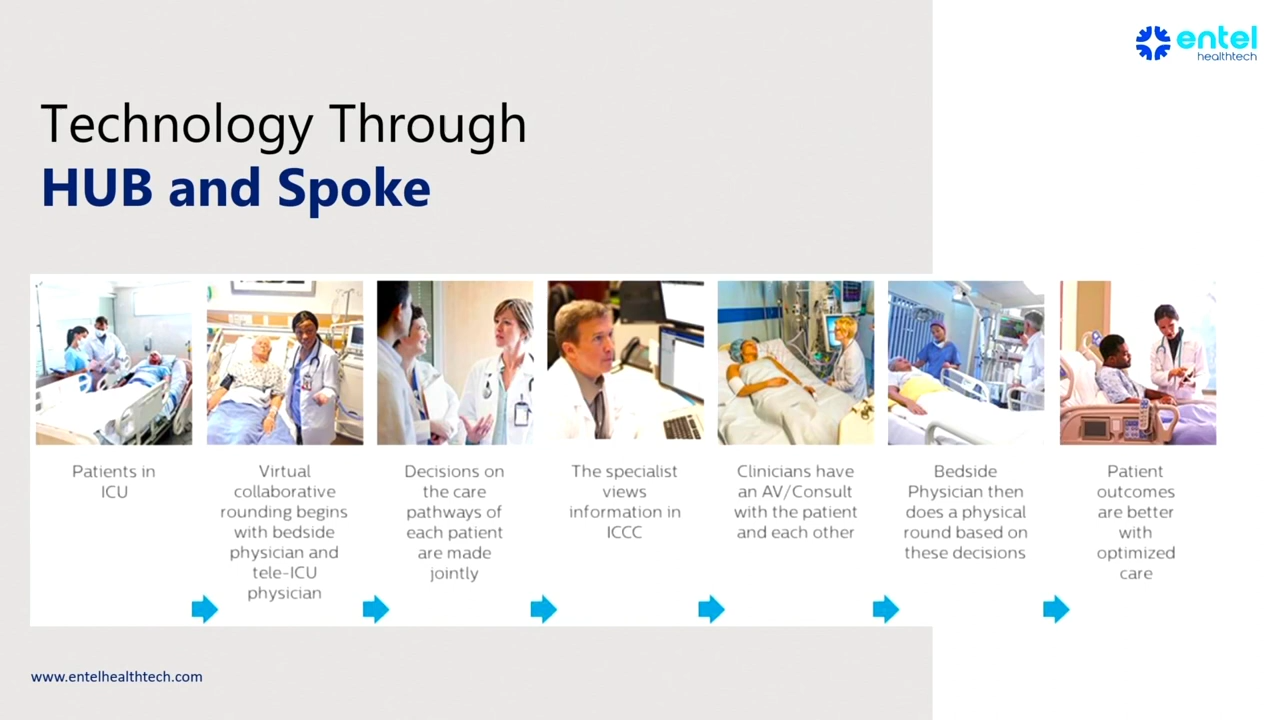 entel
healthtech
Technology Through
HUB and Spoke
Patients in
ICU
Virtual
collaborative
rounding begins
with bedside
physician and
tele-ICU
physician
Decisions on
the care
pathways of
each patient
are made
jointly
The specialist
views
information in
ICCC
Clinicians have
an AV/Consult
with the patient
and each other
Bedside
Physician then
does a physical
round based on
these decisions
Patient
outcomes
are better
with
optimized
care
www.entelhealthtech.com